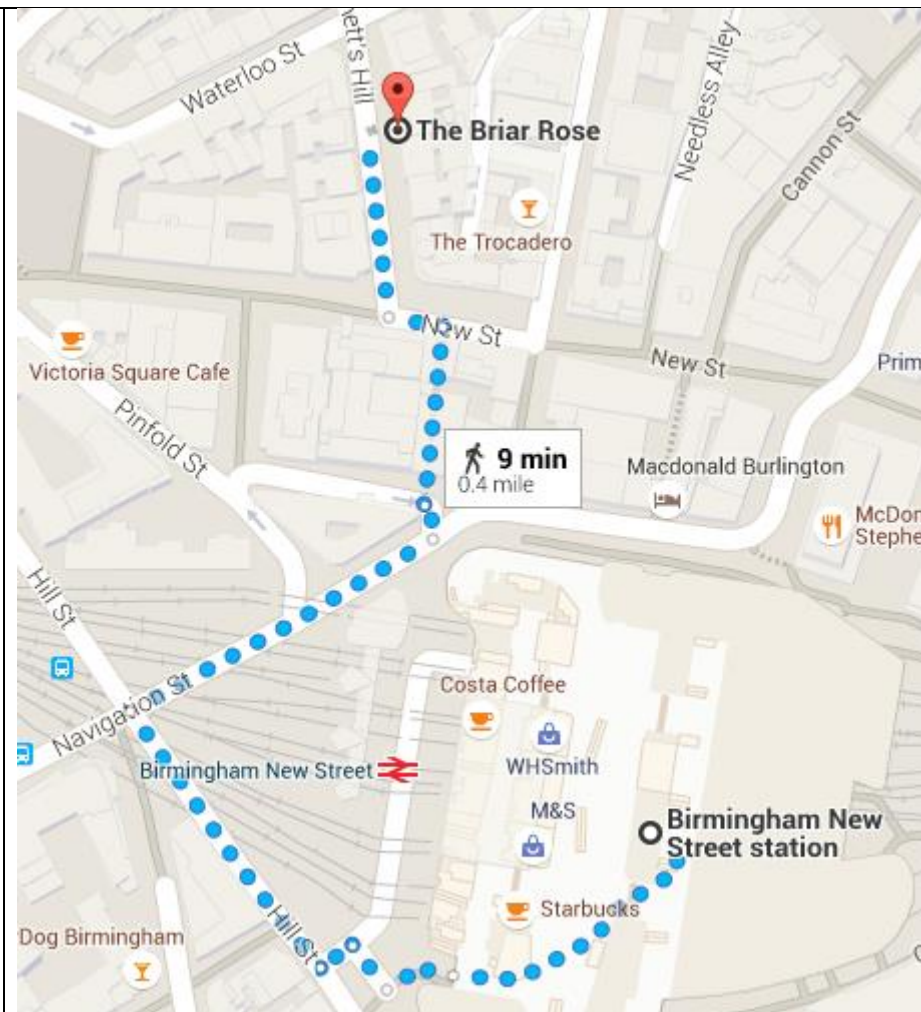 nett's Hill
Waterloo St
The Briar Rose
Needless Alley
Cannon St
The Trocadero
New St
New St
Prim
Victoria Square Cafe
Pinfold St
9 min
0.4 mile
Macdonald Burlington
McDon
Stephe
Hill St
Navigation St
Costa Coffee
Birmingham New Street
WHSmith
M&S
Birmingham New
Street station
Starbucks
Hill St
Dog Birmingham